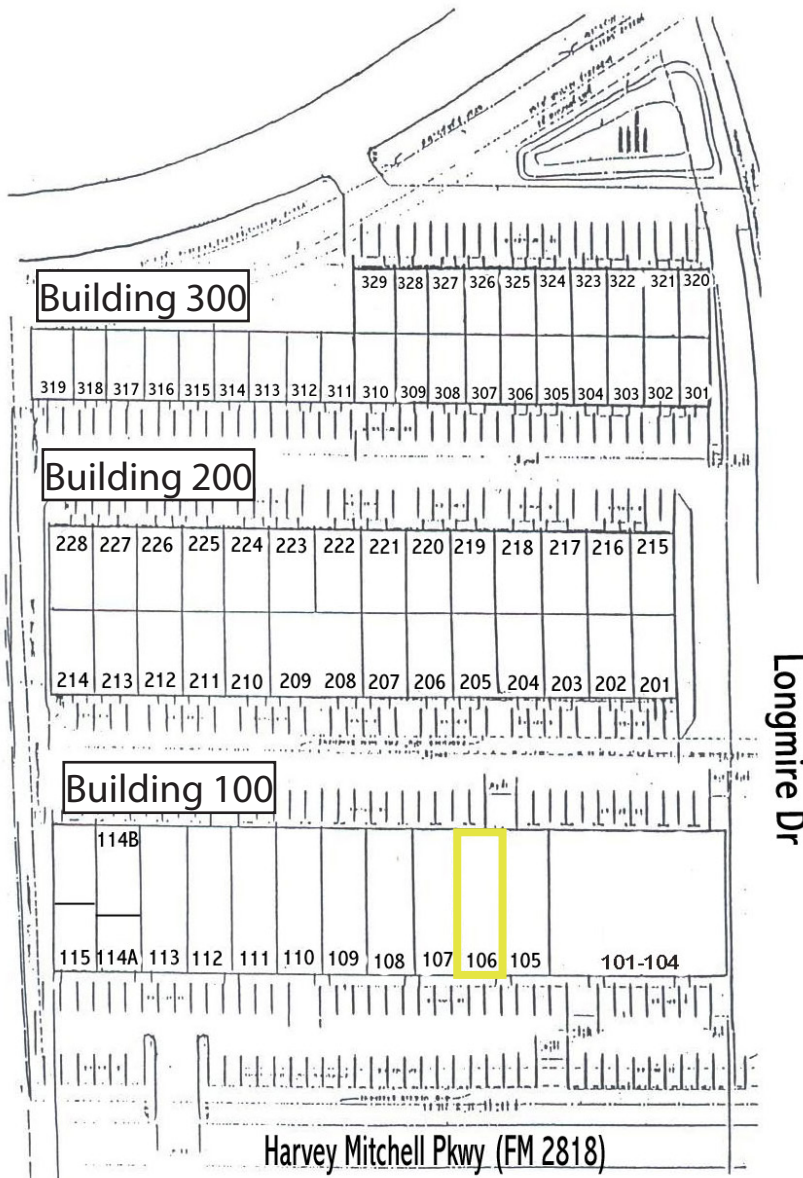 Building 300
329 328 327 326 325 324 323 322 321 320
319 318 317 316 315 314 313 312 311 310 309 308 307 306 305 304 303 302 301
Building 200
228 227 226 225 224 223 222 221 220 219 218 217 216 215
214 213 212 211 210 209 208 207 206 205 204 203 202 201
Longmire Dr
Building 100
114B
115 114A 113 112 111 110 109 108 107 106 105 101-104
Harvey Mitchell Pkwy (FM 2818)